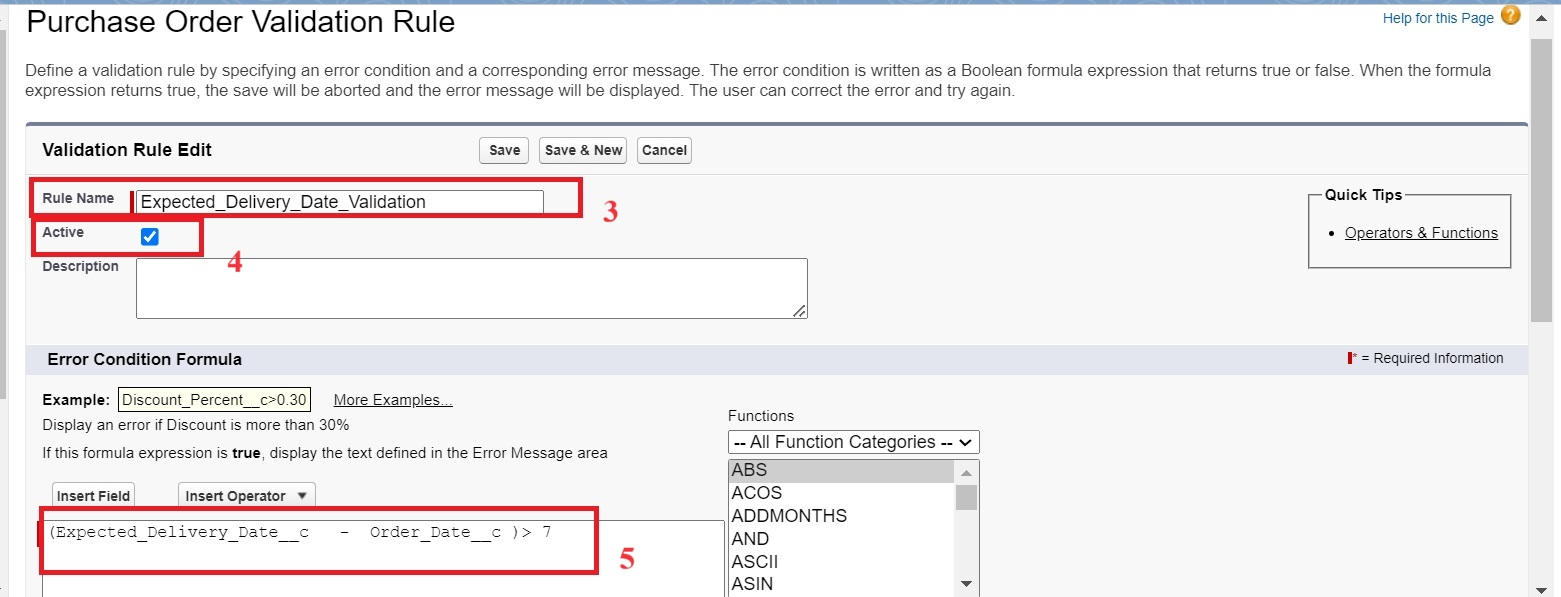 Purchase Order Validation Rule
Help for this Page ?
Define a validation rule by specifying an error condition and a corresponding error message. The error condition is written as a Boolean formula expression that returns true or false. When the formula
expression returns true, the save will be aborted and the error message will be displayed. The user can correct the error and try again.
Validation Rule Edit
Save
Save & New
Cancel
Rule Name
Expected_Delivery_Date_Validation
3
Active
4
Description
Quick Tips
• Operators & Functions
Error Condition Formula
* = Required Information
Example: Discount_Percent__c>0.30 More Examples...
Display an error if Discount is more than 30%
If this formula expression is true, display the text defined in the Error Message area
Insert Field
Insert Operator ▼
(Expected_Delivery_Date__c - Order_Date__c )> 7
5
Functions
-- All Function Categories --
ABS
ACOS
ADDMONTHS
AND
ASCII
ASIN